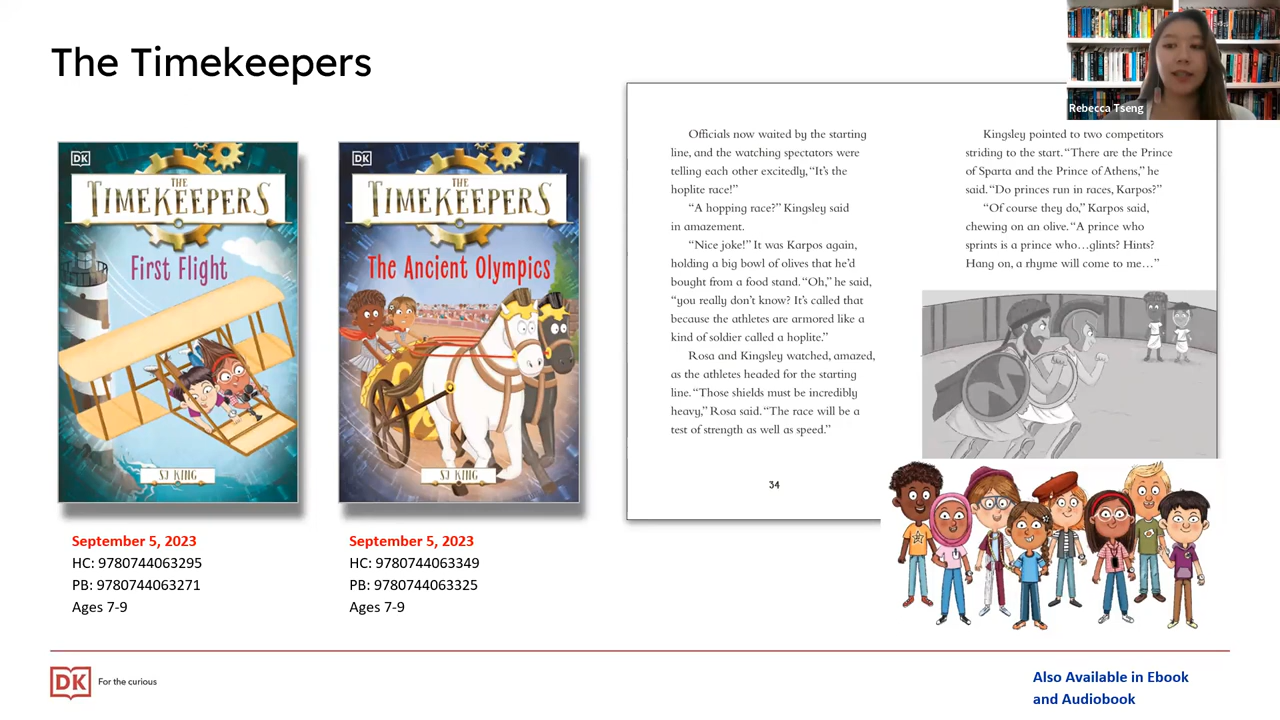 The Timekeepers
Rebecca Tseng
DK
THE
TIMEKEEPERS
First Flight
SJ KING
DK
THE
TIMEKEEPERS
The Ancient Olympics
SJ KING
September 5, 2023
HC: 9780744063295
PB: 9780744063271
Ages 7-9
September 5, 2023
HC: 9780744063349
PB: 9780744063325
Ages 7-9
Officials now waited by the starting
line, and the watching spectators were
telling each other excitedly, “It’s the
hoplite race!”
“A hopping race?” Kingsley said
in amazement.
“Nice joke!” It was Karpos again,
holding a big bowl of olives that he’d
bought from a food stand. “Oh,” he said,
“you really don’t know? It’s called that
because the athletes are armored like a
kind of soldier called a hoplite.”
Rosa and Kingsley watched, amazed,
as the athletes headed for the starting
line. “Those shields must be incredibly
heavy,” Rosa said. “The race will be a
test of strength as well as speed.”
34
Kingsley pointed to two competitors
striding to the start. “There are the Prince
of Sparta and the Prince of Athens,” he
said. “Do princes run in races, Karpos?”
“Of course they do,” Karpos said,
chewing on an olive. “A prince who
sprints is a prince who…glints? Hints?
Hang on, a rhyme will come to me…”
DK
For the curious
Also Available in Ebook
and Audiobook